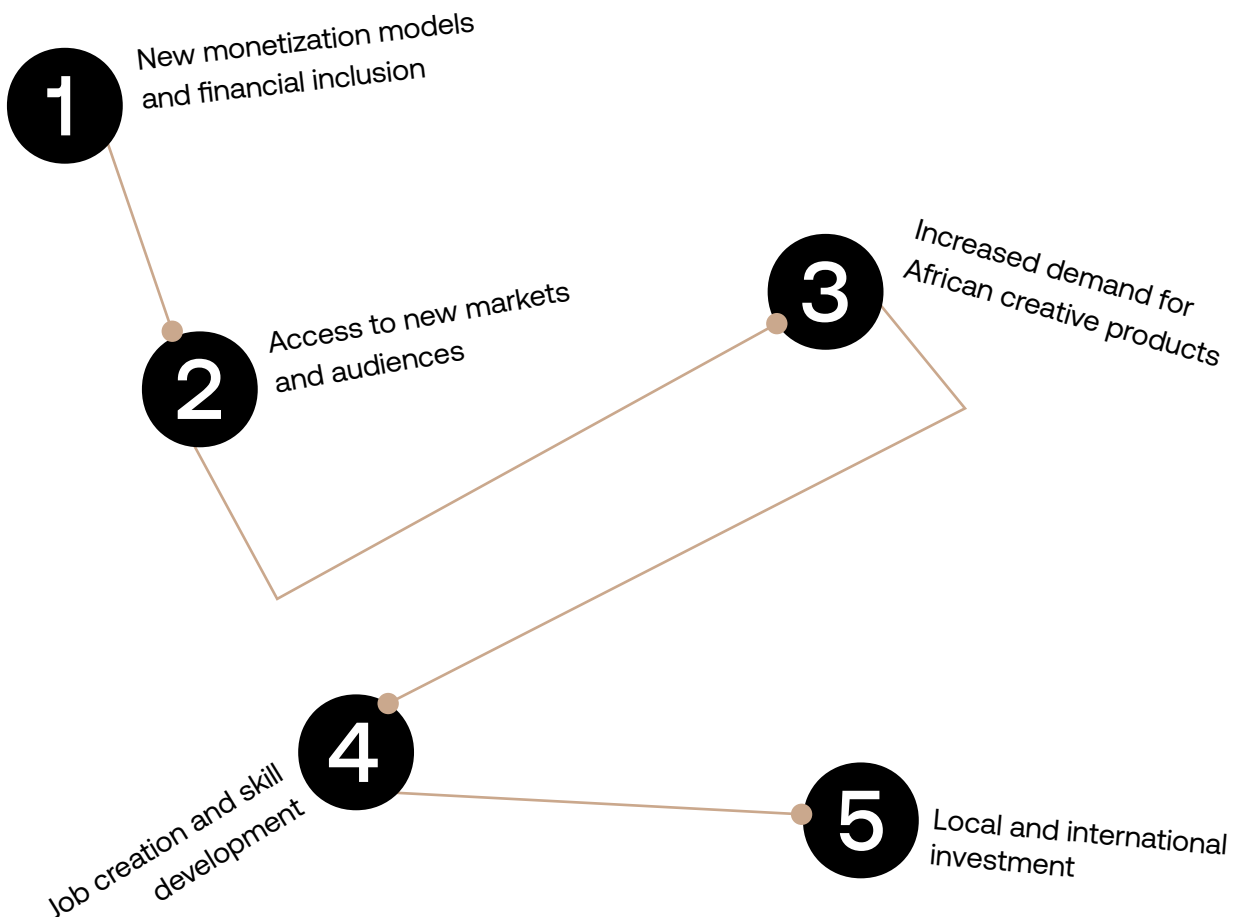 1
New monetization models
and financial inclusion
2
Access to new markets
and audiences
3
Increased demand for
African creative products
4
Job creation and skill
development
5
Local and international
investment